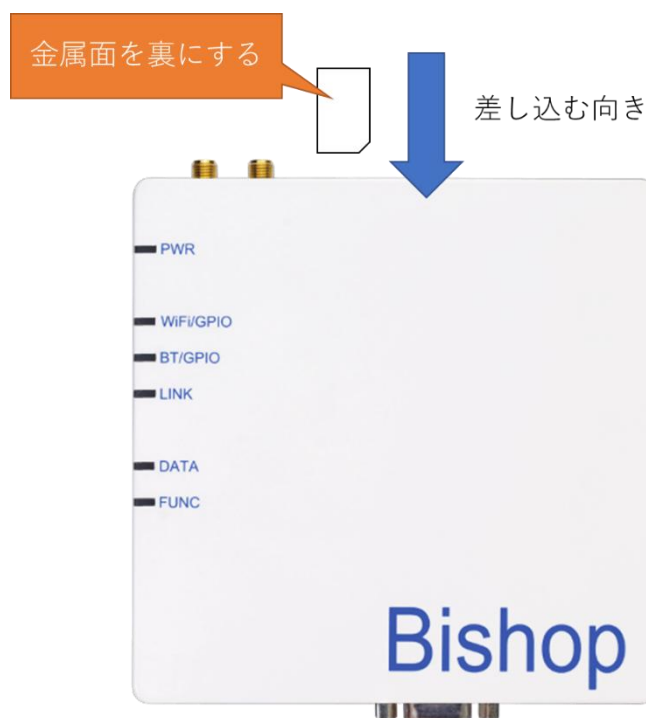 金属面を裏にする
差し込む向き
PWR
WiFi/GPIO
BT/GPIO
LINK
DATA
FUNC
Bishop